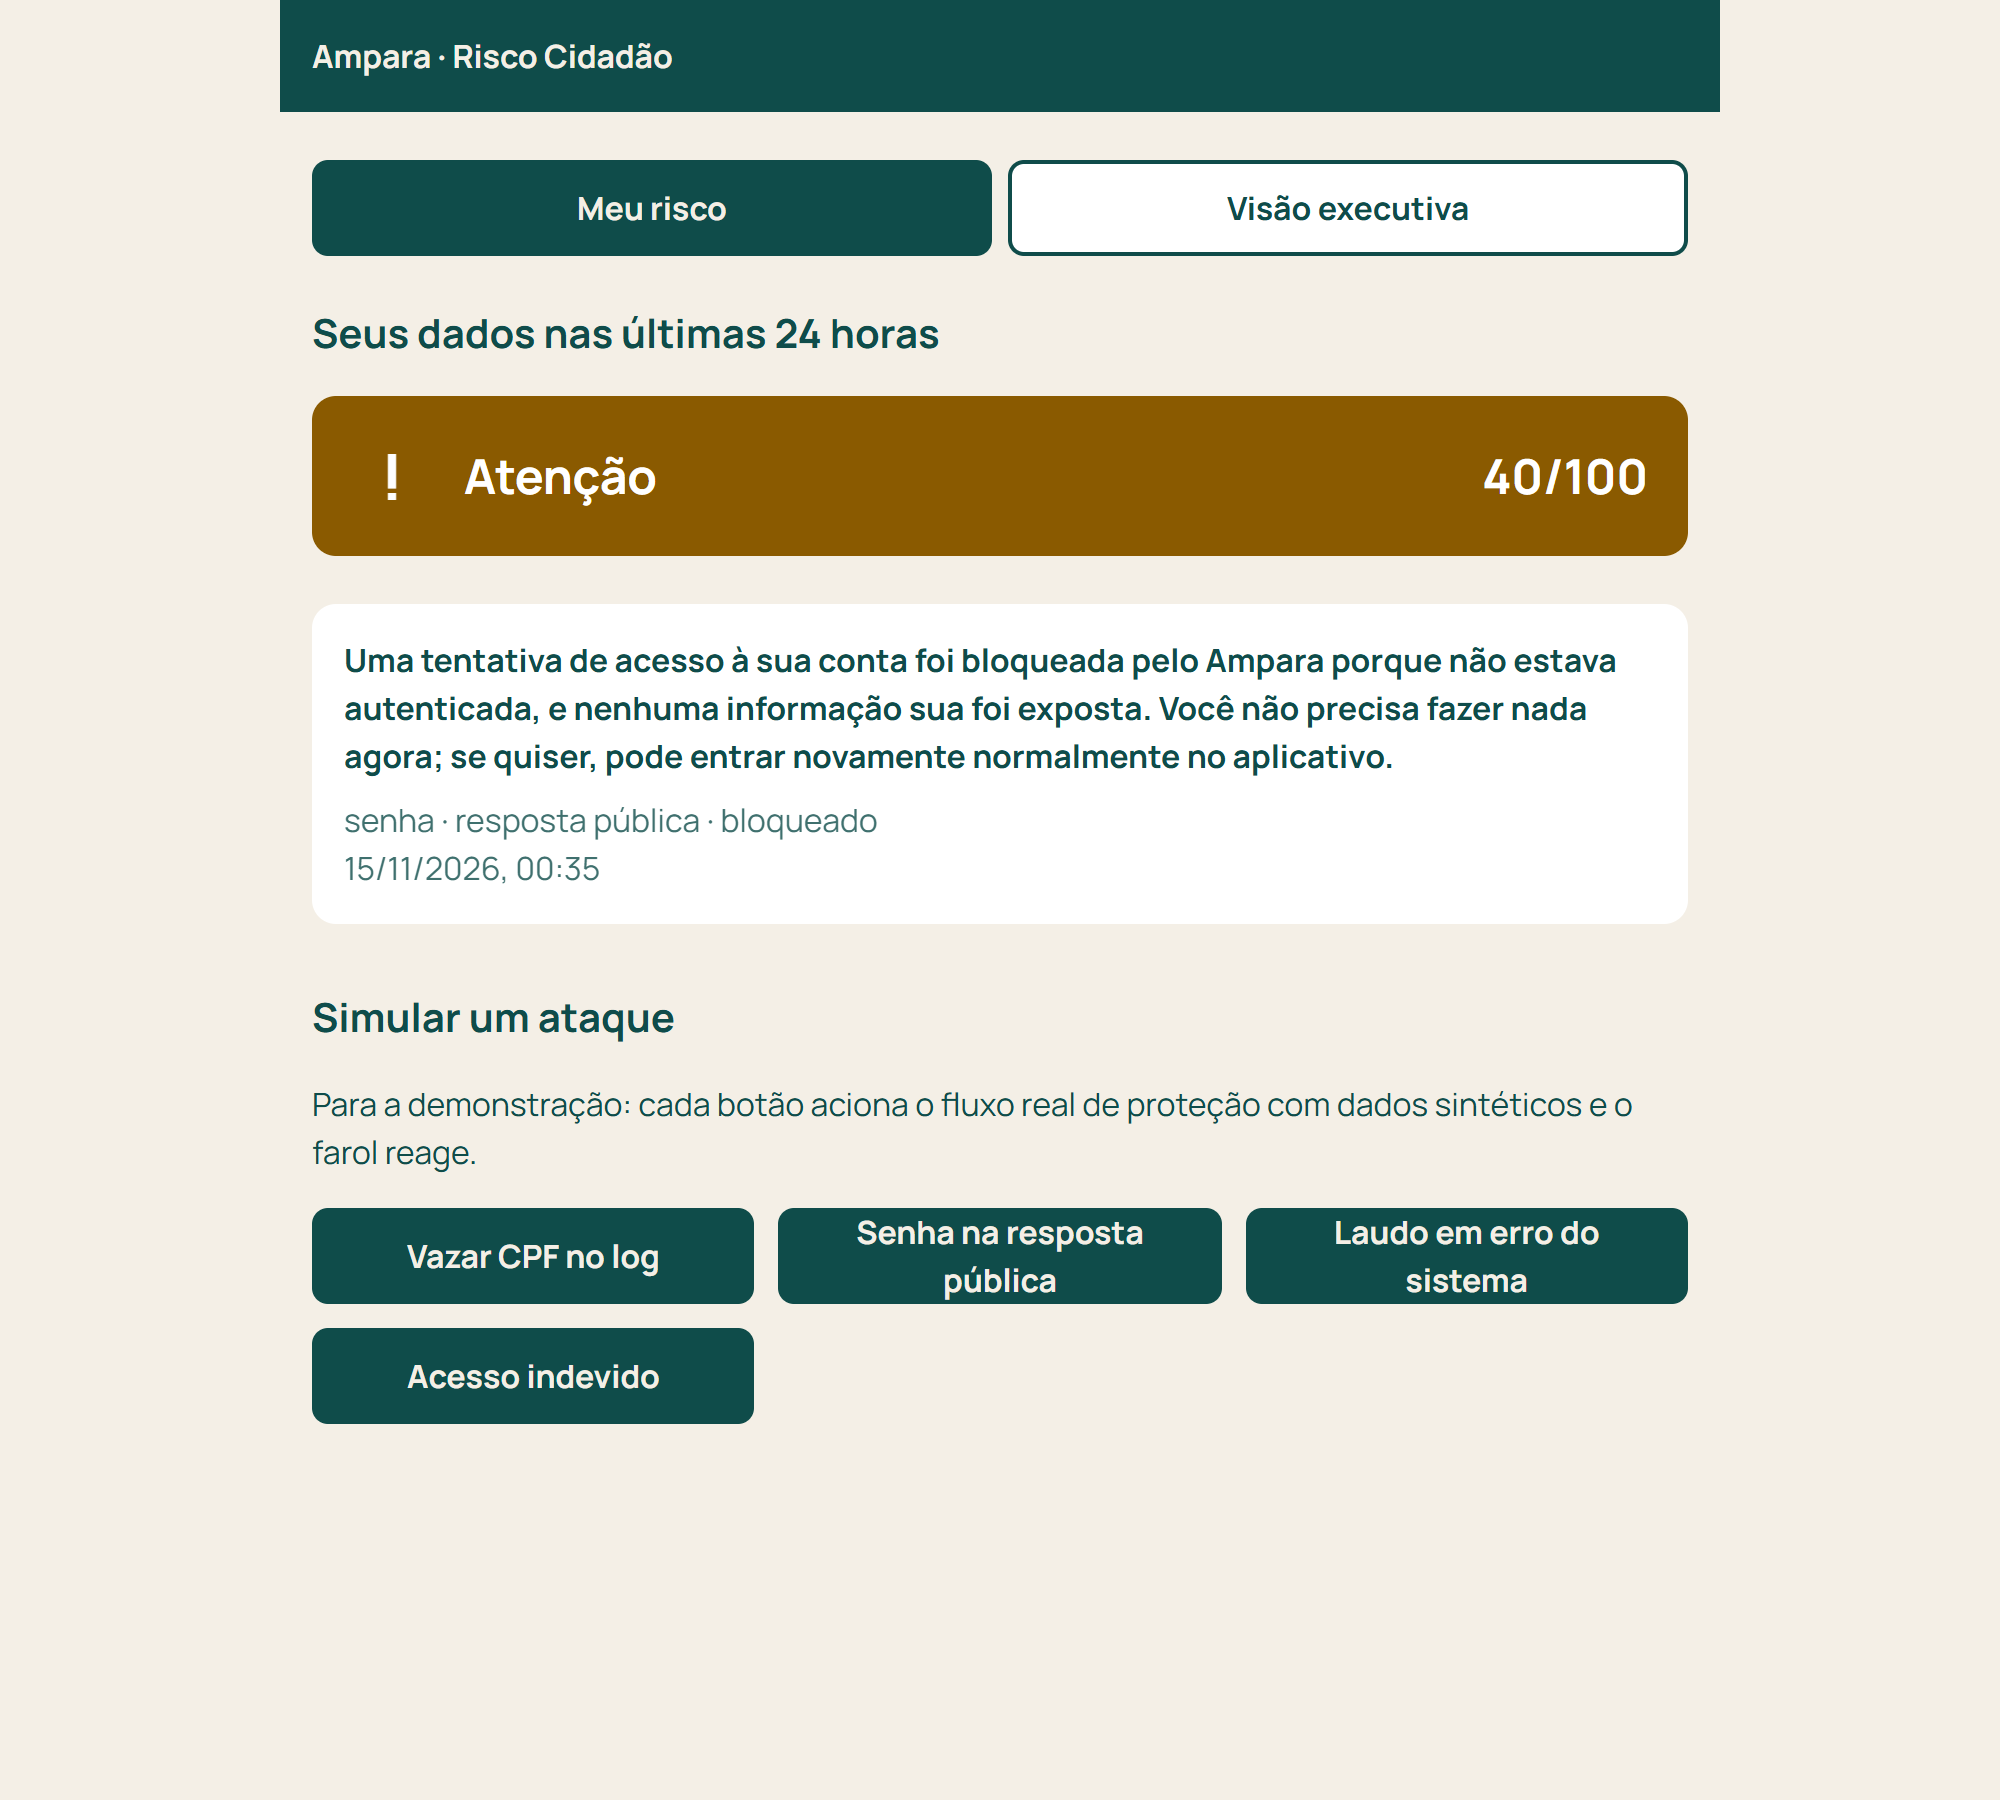 Ampara · Risco Cidadão
Meu risco
Visão executiva
Seus dados nas últimas 24 horas
! Atenção 40/100
Uma tentativa de acesso à sua conta foi bloqueada pelo Ampara porque não estava
autenticada, e nenhuma informação sua foi exposta. Você não precisa fazer nada
agora; se quiser, pode entrar novamente normalmente no aplicativo.
senha · resposta pública · bloqueado
15/11/2026, 00:35
Simular um ataque
Para a demonstração: cada botão aciona o fluxo real de proteção com dados sintéticos e o
farol reage.
Vazar CPF no log
Senha na resposta
pública
Laudo em erro do
sistema
Acesso indevido